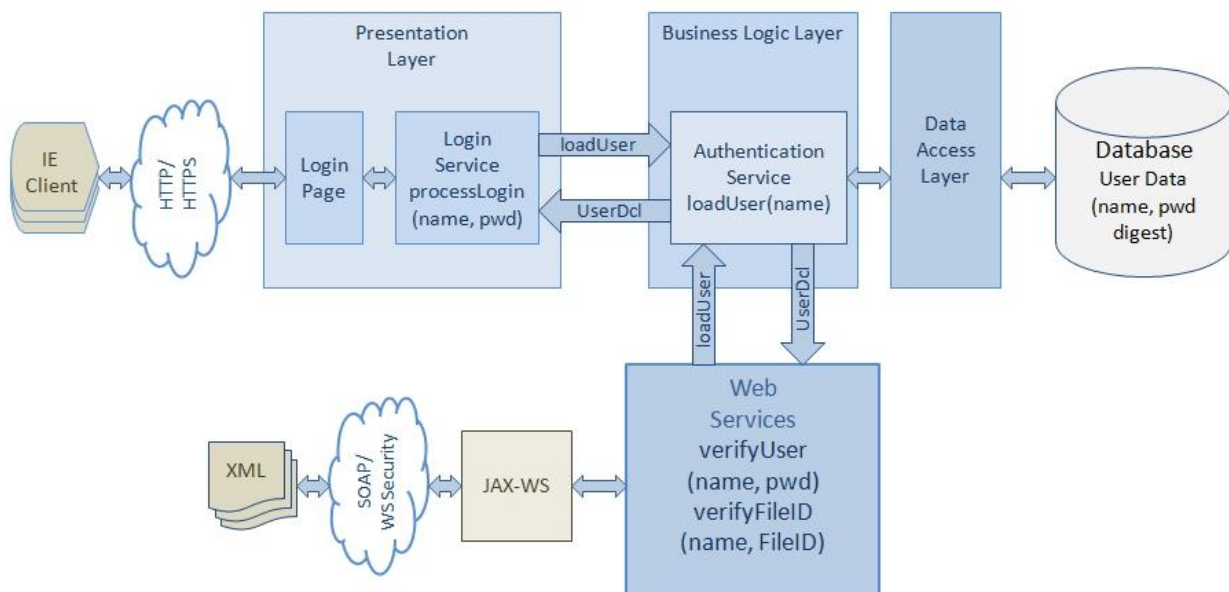 Presentation
Layer
Business Logic Layer
IE
Client
HTTP/
HTTPS
Login
Page
Login
Service
processLogin
(name, pwd)
loadUser
UserDcl
Authentication
Service
loadUser(name)
Data
Access
Layer
Database
User Data
(name, pwd
digest)
loadUser
UserDcl
Web
Services
verifyUser
(name, pwd)
verifyFileID
(name, FileID)
XML
SOAP/
WSSecurity
JAX-WS